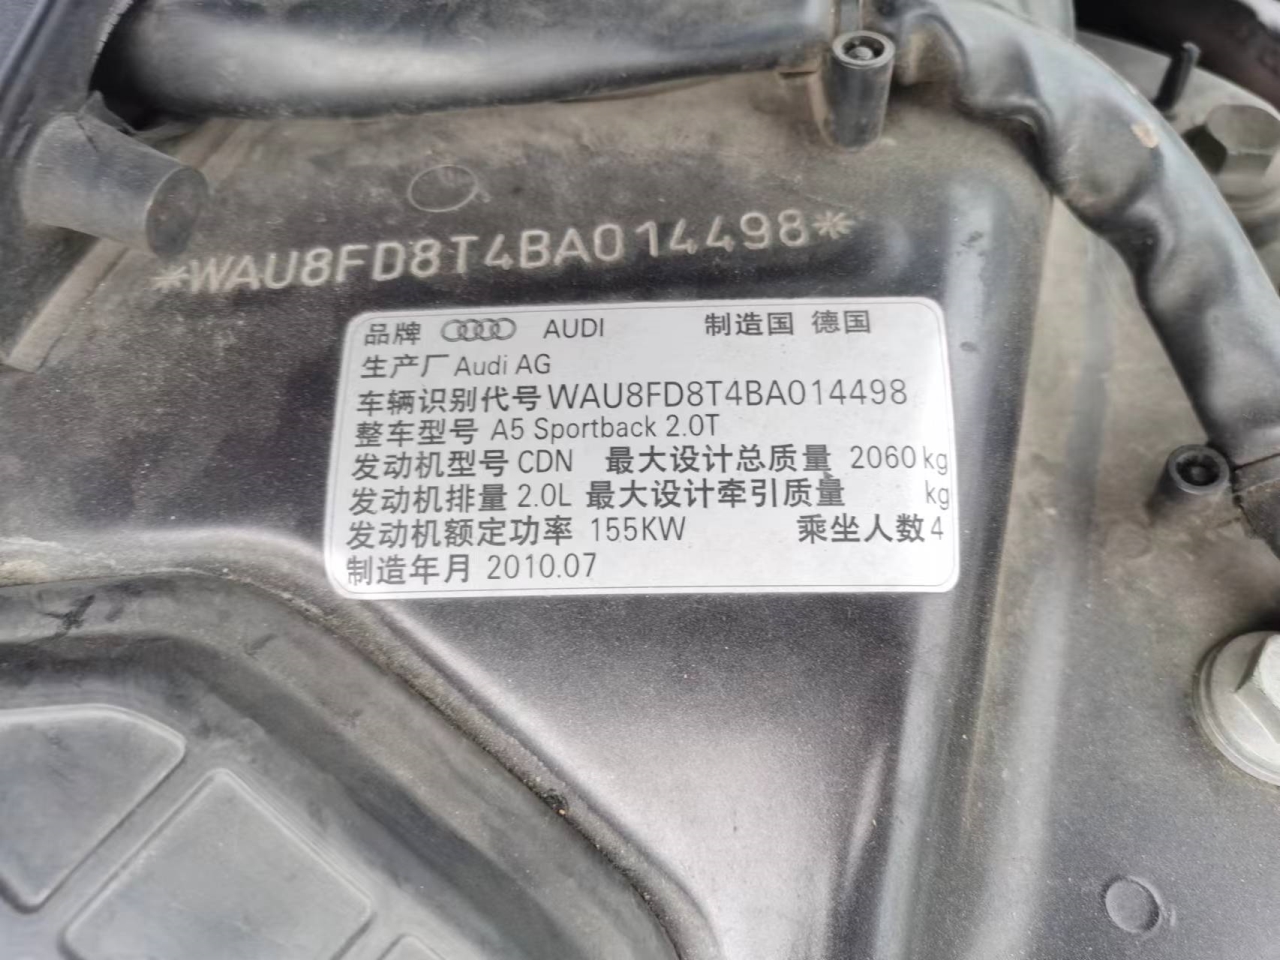 *WAU8FD8T4BA014498*
品牌 AUDI 制造国 德国
生产厂 Audi AG
车辆识别代号 WAU8FD8T4BA014498
整车型号 A5 Sportback 2.0T
发动机型号 CDN 最大设计总质量 2060 kg
发动机排量 2.0L 最大设计牵引质量 kg
发动机额定功率 155KW 乘坐人数 4
制造年月 2010.07